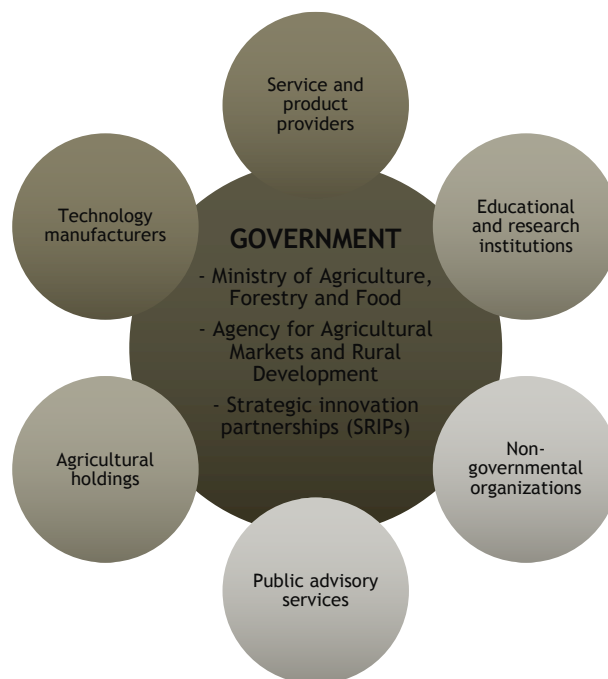 Service and
product
providers
Technology
manufacturers
Educational
and research
institutions
GOVERNMENT
- Ministry of Agriculture,
Forestry and Food
- Agency for Agricultural
Markets and Rural
Development
- Strategic innovation
partnerships (SRIPs)
Agricultural
holdings
Non-
governmental
organizations
Public advisory
services